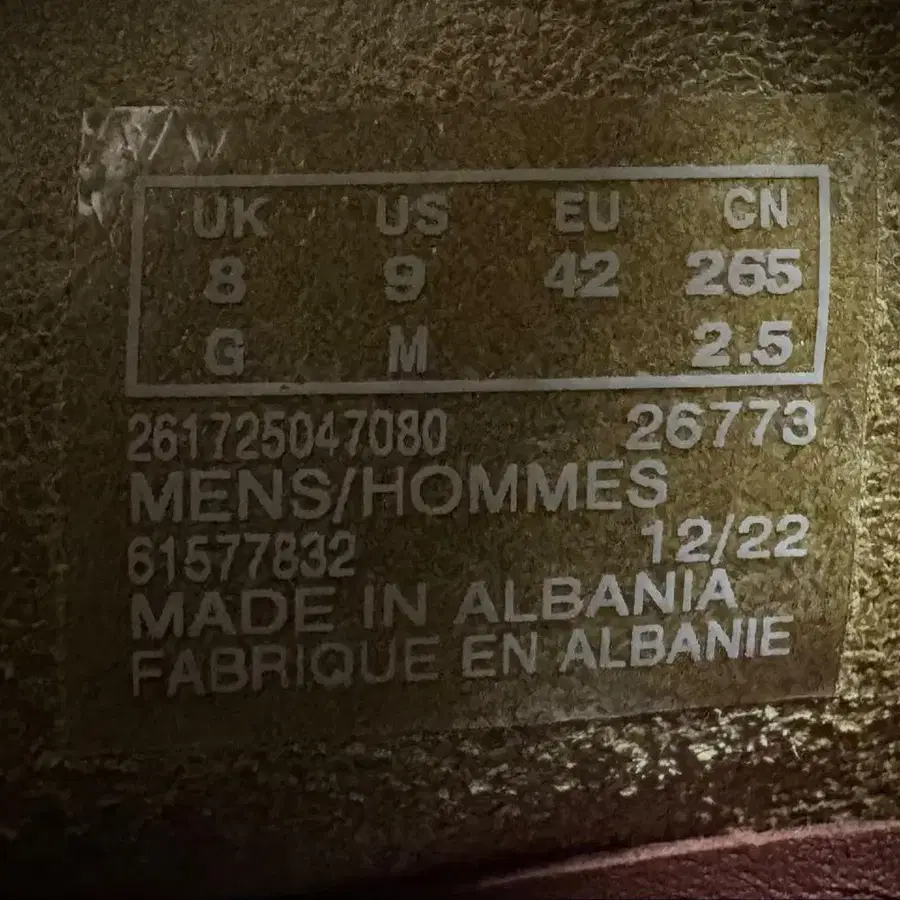 UK US EU CN
8 9 42 265
G M 2.5
261725047080 26773
MENS/HOMMES
61577832 12/22
MADE IN ALBANIA
FABRIQUE EN ALBANIE